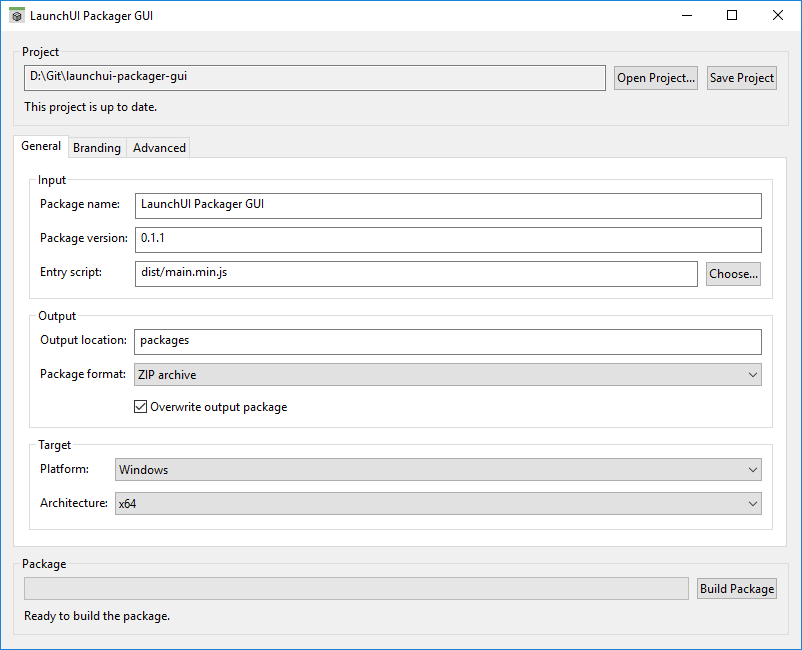 LaunchUI Packager GUI
Project
D:\Git\launchui-packager-gui
Open Project...
Save Project
This project is up to date.
General
Branding
Advanced
Input
Package name:
LaunchUI Packager GUI
Package version:
0.1.1
Entry script:
dist/main.min.js
Choose...
Output
Output location:
packages
Package format:
ZIP archive
Overwrite output package
Target
Platform:
Windows
Architecture:
x64
Package
Build Package
Ready to build the package.